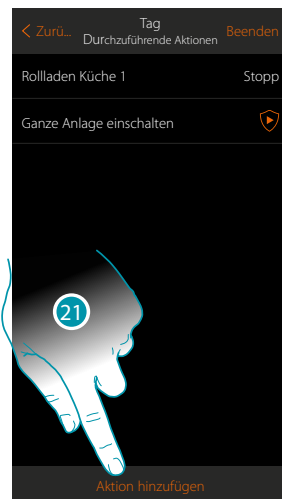 Zurü...
Tag
Durchzuführende Aktionen
Beenden
Rollladen Küche 1 Stopp
Ganze Anlage einschalten
21
Aktion hinzufügen